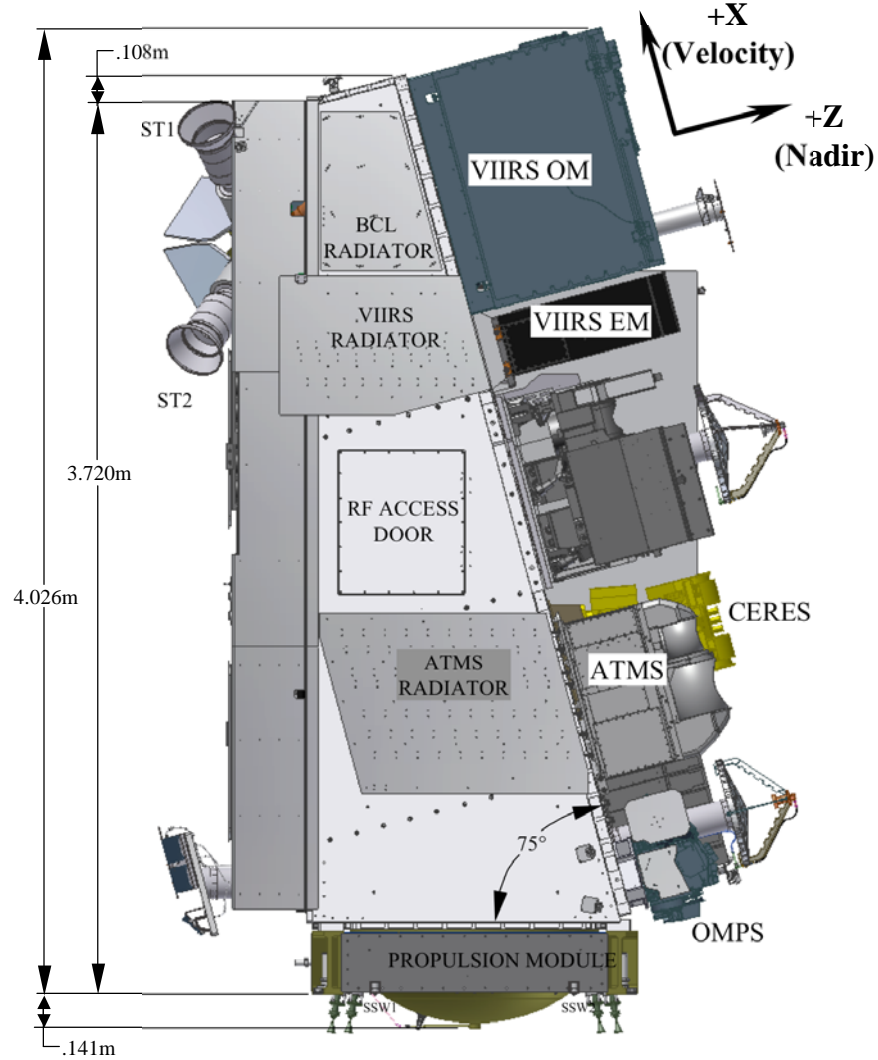 +X
(Velocity)
+Z
(Nadir)
.108m
ST1
VIIRS OM
BCL
RADIATOR
VIIRS
RADIATOR
VIIRS EM
ST2
3.720m
RF ACCESS
DOOR
4.026m
CERES
ATMS
RADIATOR
ATMS
75°
OMPS
PROPULSION MODULE
SSW1
SSW
.141m